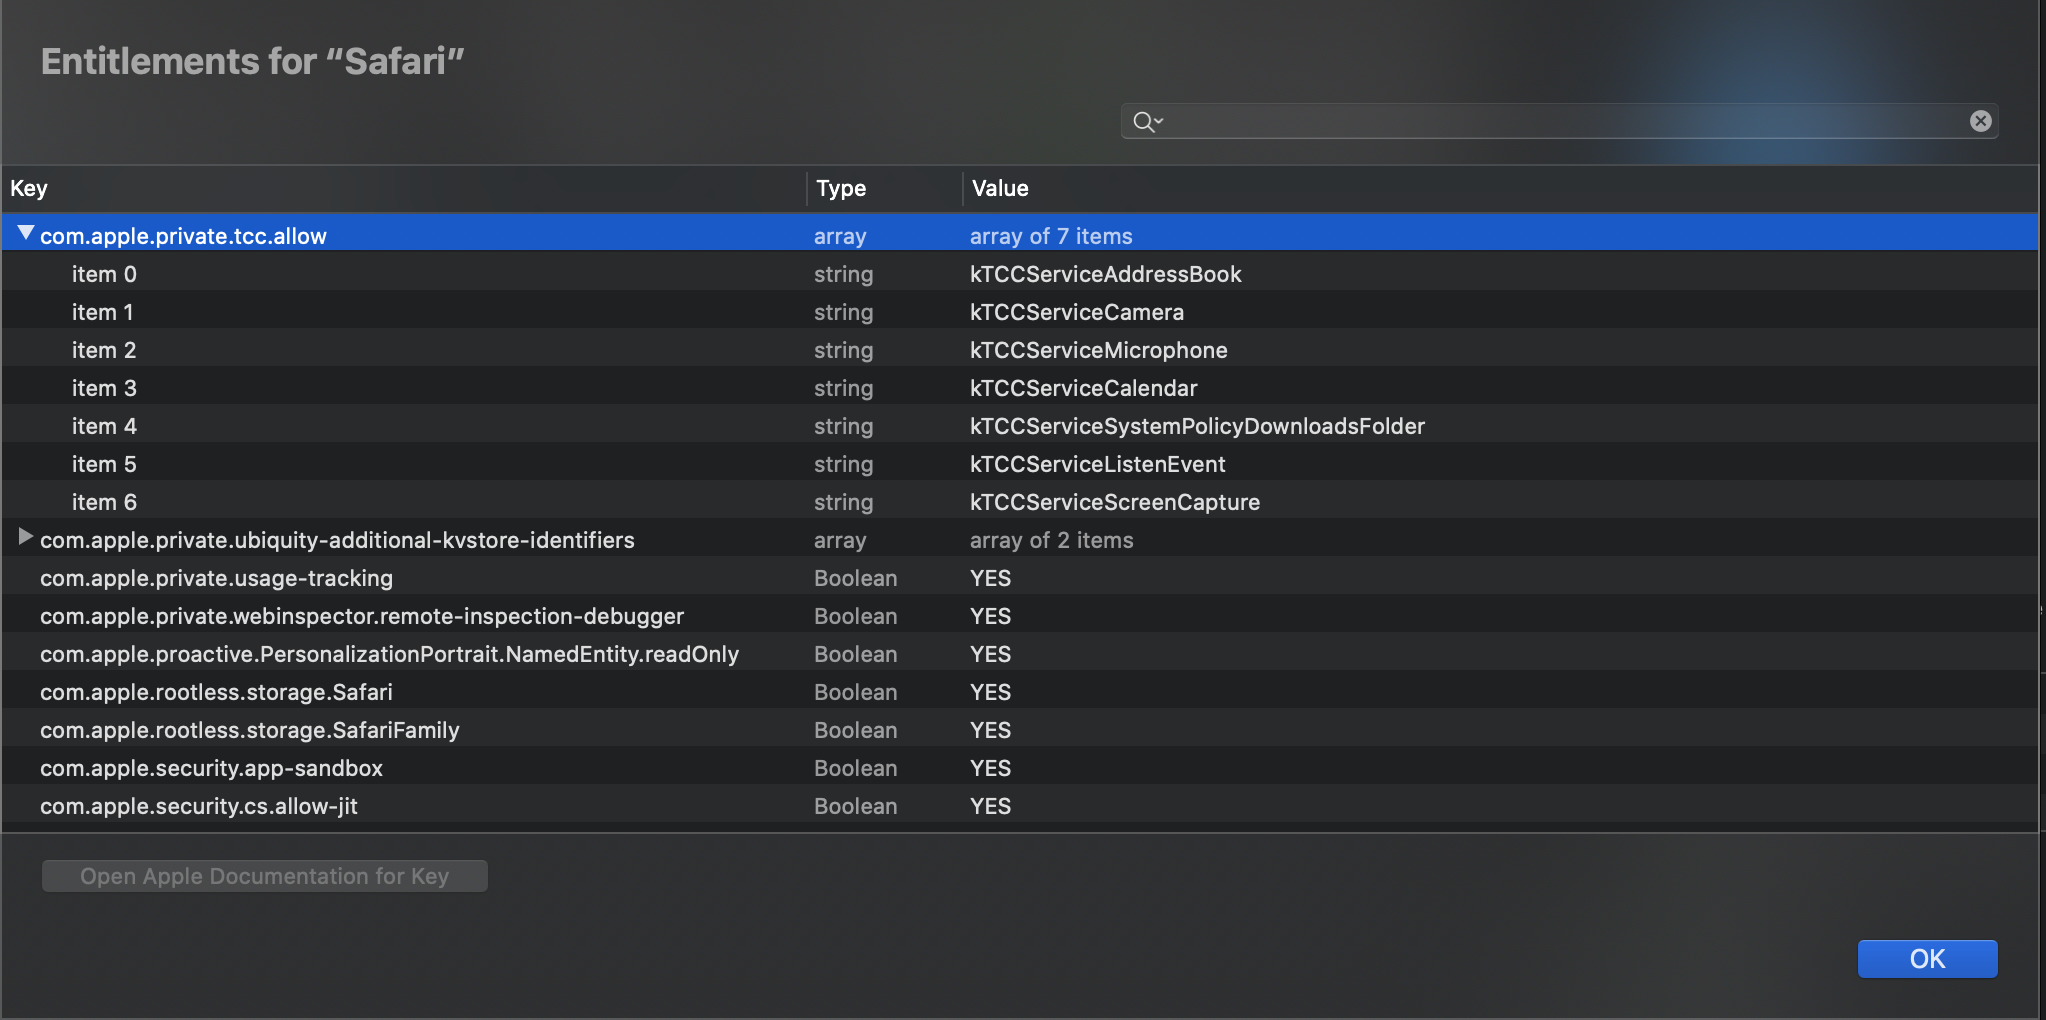 Entitlements for “Safari”
Key Type Value
com.apple.private.tcc.allow array array of 7 items
item 0 string kTCCServiceAddressBook
item 1 string kTCCServiceCamera
item 2 string kTCCServiceMicrophone
item 3 string kTCCServiceCalendar
item 4 string kTCCServiceSystemPolicyDownloadsFolder
item 5 string kTCCServiceListenEvent
item 6 string kTCCServiceScreenCapture
com.apple.private.ubiquity-additional-kvstore-identifiers array array of 2 items
com.apple.private.usage-tracking Boolean YES
com.apple.private.webinspector.remote-inspection-debugger Boolean YES
com.apple.proactive.PersonalizationPortrait.NamedEntity.readOnly Boolean YES
com.apple.rootless.storage.Safari Boolean YES
com.apple.rootless.storage.SafariFamily Boolean YES
com.apple.security.app-sandbox Boolean YES
com.apple.security.cs.allow-jit Boolean YES
Open Apple Documentation for Key
OK